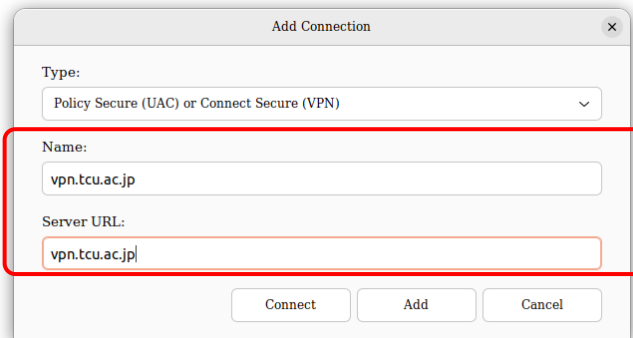 Add Connection
Type:
Policy Secure (UAC) or Connect Secure (VPN)
Name:
vpn.tcu.ac.jp
Server URL:
vpn.tcu.ac.jp
Connect Add Cancel